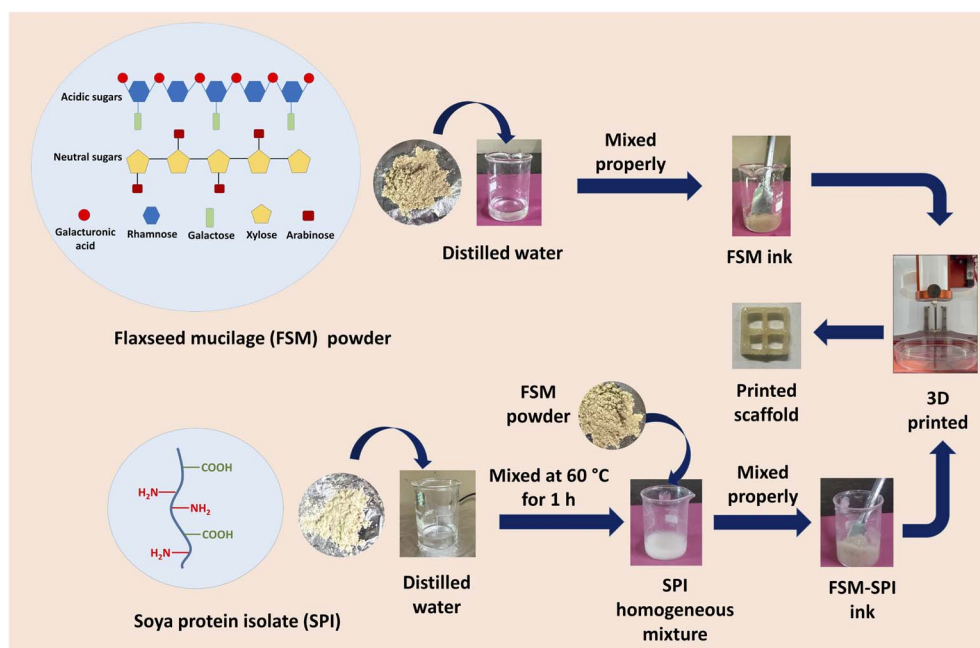 Acidic sugars
Neutral sugars
Galacturonic
acid
Rhamnose
Galactose
Xylose
Arabinose
Flaxseed mucilage (FSM) powder
Distilled water
Mixed
properly
FSM ink
3D
printed
Printed
scaffold
COOH
H₂N
NH₂
COOH
H₂N
Soya protein isolate (SPI)
Distilled
water
Mixed at 60 °C
for 1 h
FSM
powder
SPI
homogeneous
mixture
Mixed
properly
FSM-SPI
ink